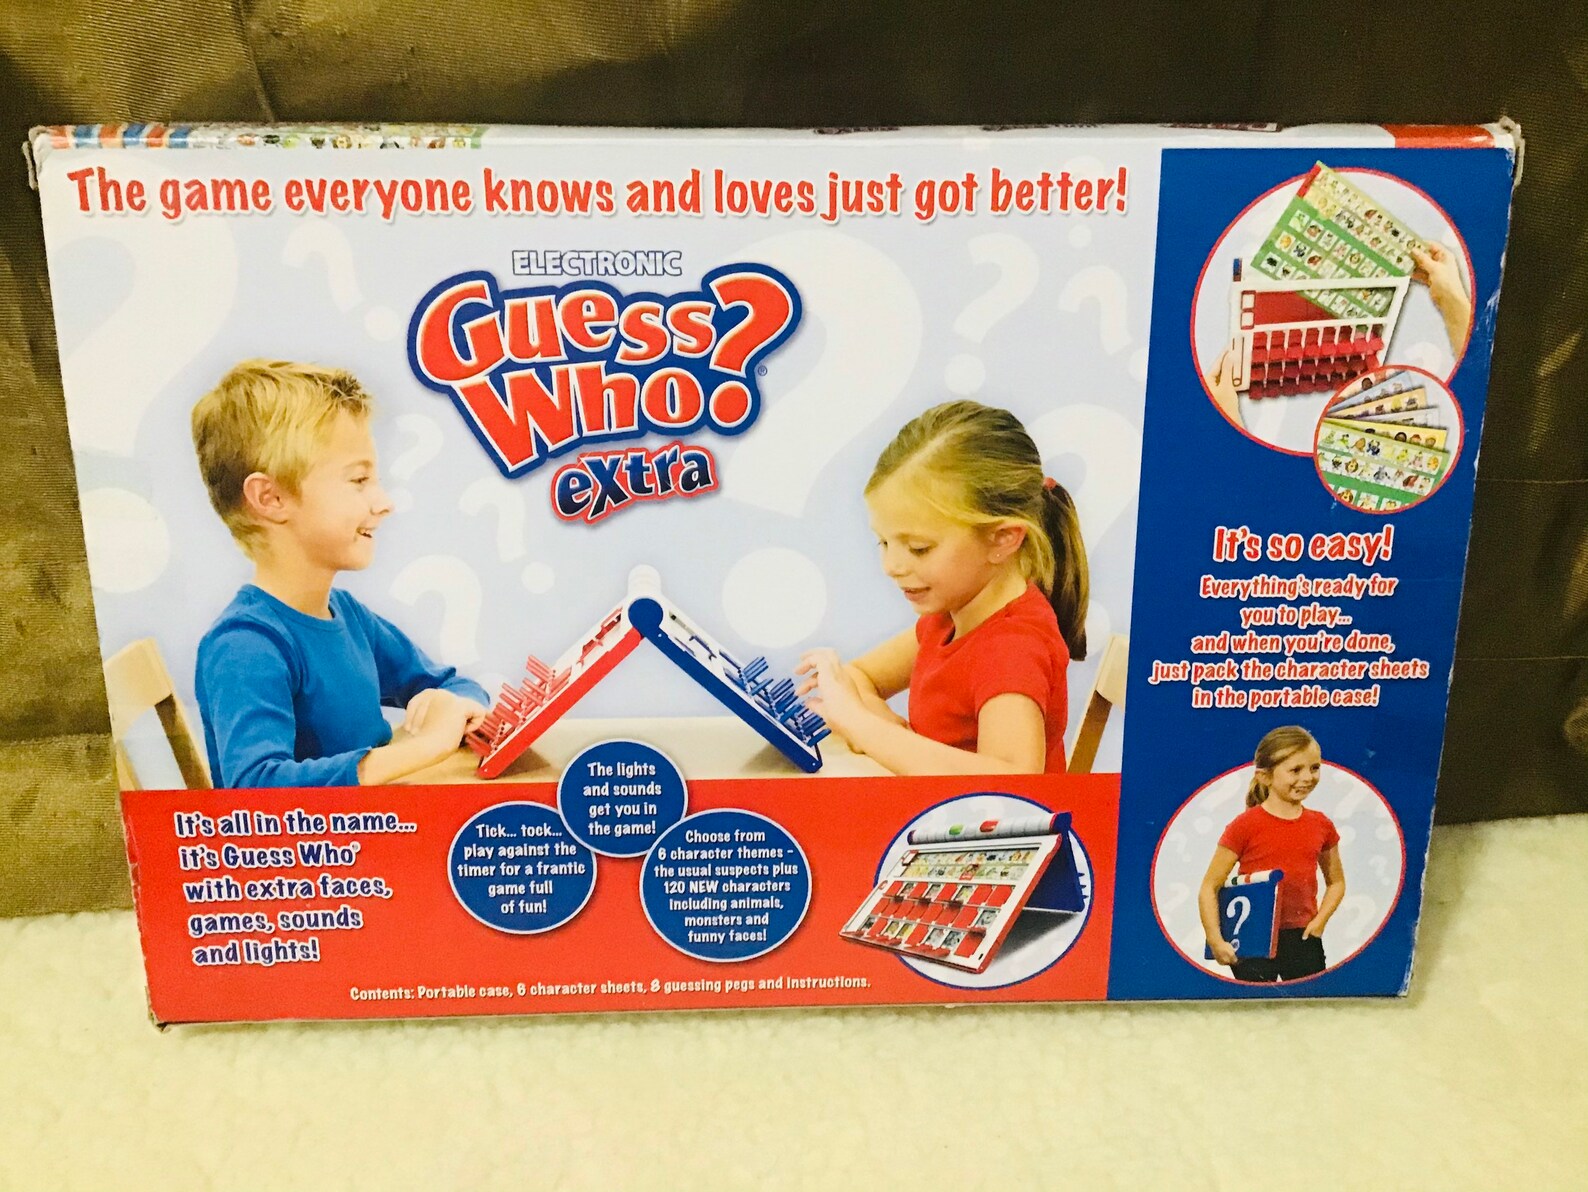 The game everyone knows and loves just got better!
ELECTRONIC
Guess
Who?
®
extra
It's so easy!
Everything's ready for
you to play...
and when you're done,
just pack the character sheets
in the portable case!
?
It's all in the name...
it's Guess Who®
with extra faces,
games, sounds
and lights!
Tick... tock...
play against the
timer for a frantic
game full
of fun!
The lights
and sounds
get you in
the game!
Choose from
6 character themes -
the usual suspects plus
120 NEW characters
including animals,
monsters and
funny faces!
Contents: Portable case, 6 character sheets, 8 guessing pegs and Instructions.